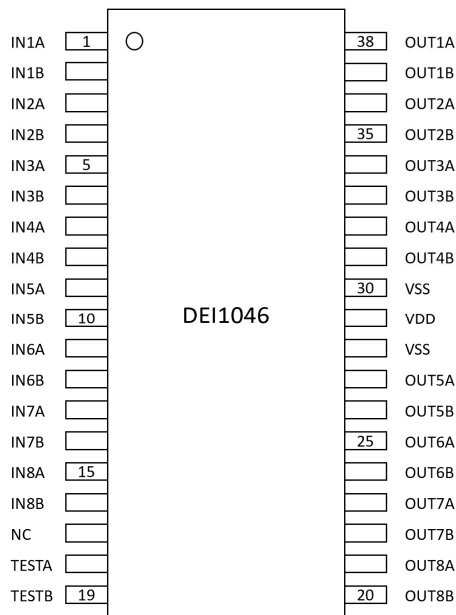 IN1A 1 38 OUT1A
IN1B OUT1B
IN2A OUT2A
IN2B 35 OUT2B
IN3A 5 OUT3A
IN3B OUT3B
IN4A OUT4A
IN4B OUT4B
IN5A 30 VSS
IN5B 10 DEI1046 VDD
IN6A VSS
IN6B OUT5A
IN7A OUT5B
IN7B 25 OUT6A
IN8A 15 OUT6B
IN8B OUT7A
NC OUT7B
TESTA OUT8A
TESTB 19 20 OUT8B